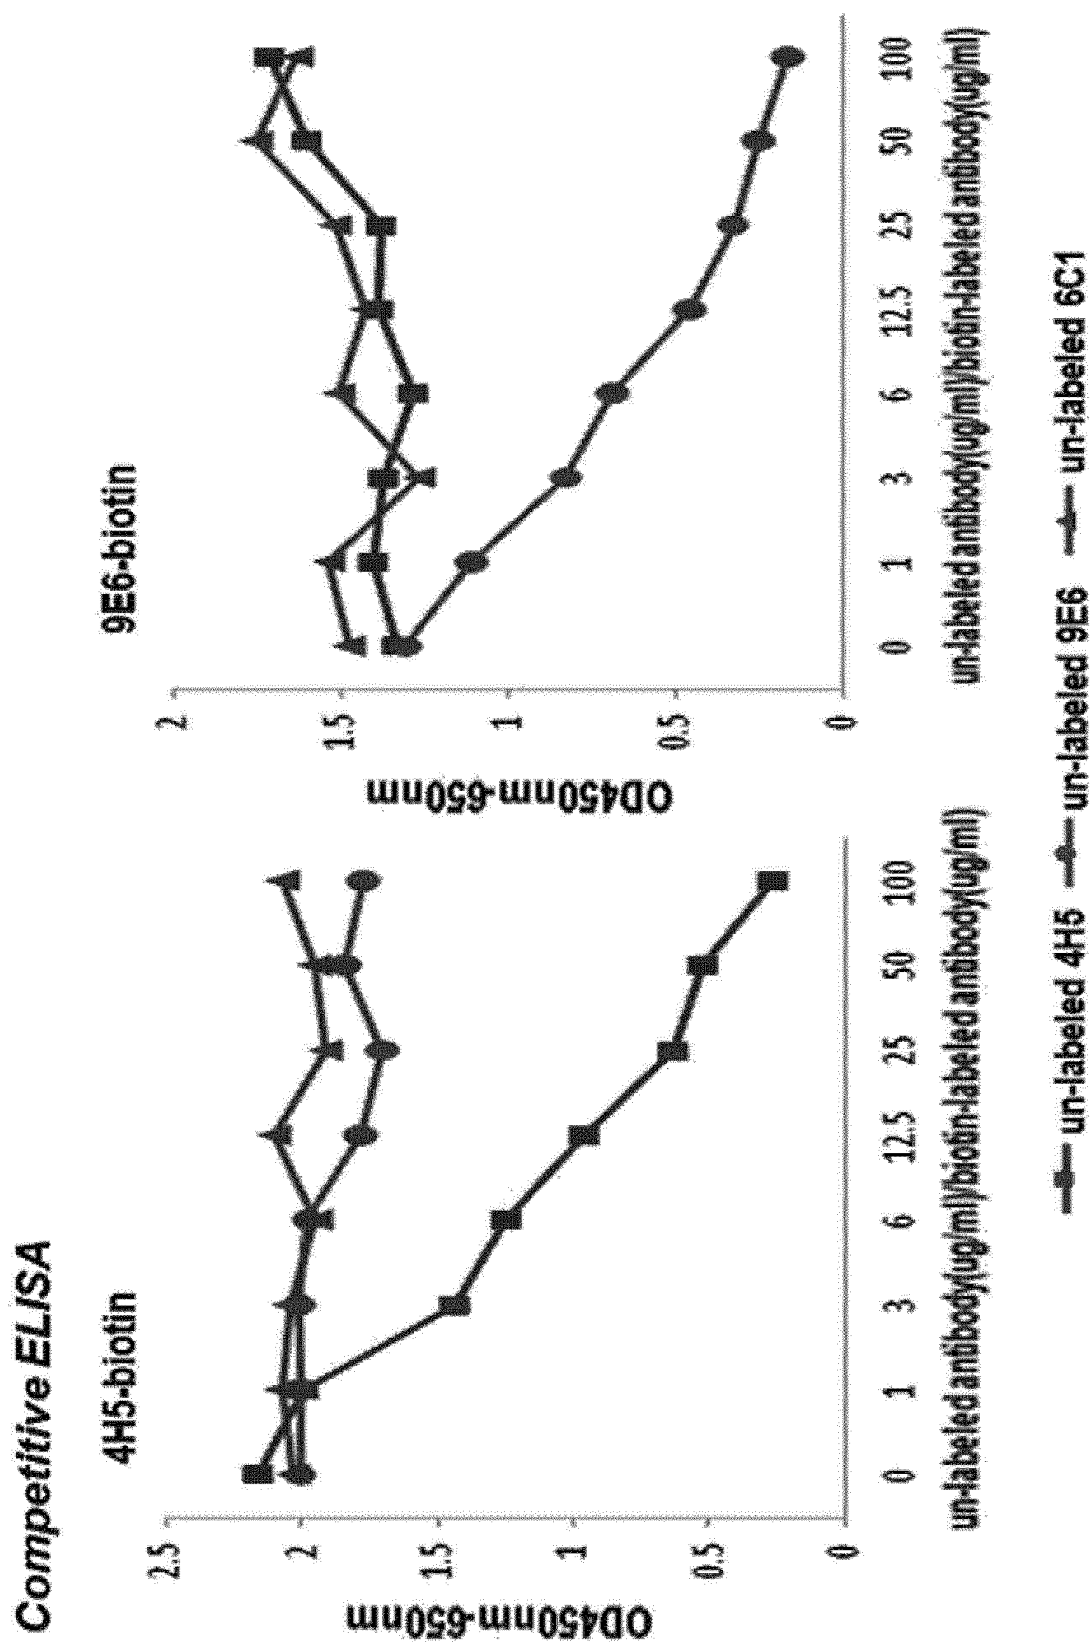 Competitive ELISA
4H5-biotin
OD450nm-650nm
2.5
2
1.5
1
0.5
0
0 1 3 6 12.5 25 50 100
un-labeled antibody(ug/ml)/biotin-labeled antibody(ug/ml)
9E6-biotin
OD450nm-650nm
2
1.5
1
0.5
0
0 1 3 6 12.5 25 50 100
un-labeled antibody(ug/ml)/biotin-labeled antibody(ug/ml)
un-labeled 4H5 un-labeled 9E6 un-labeled 6C1